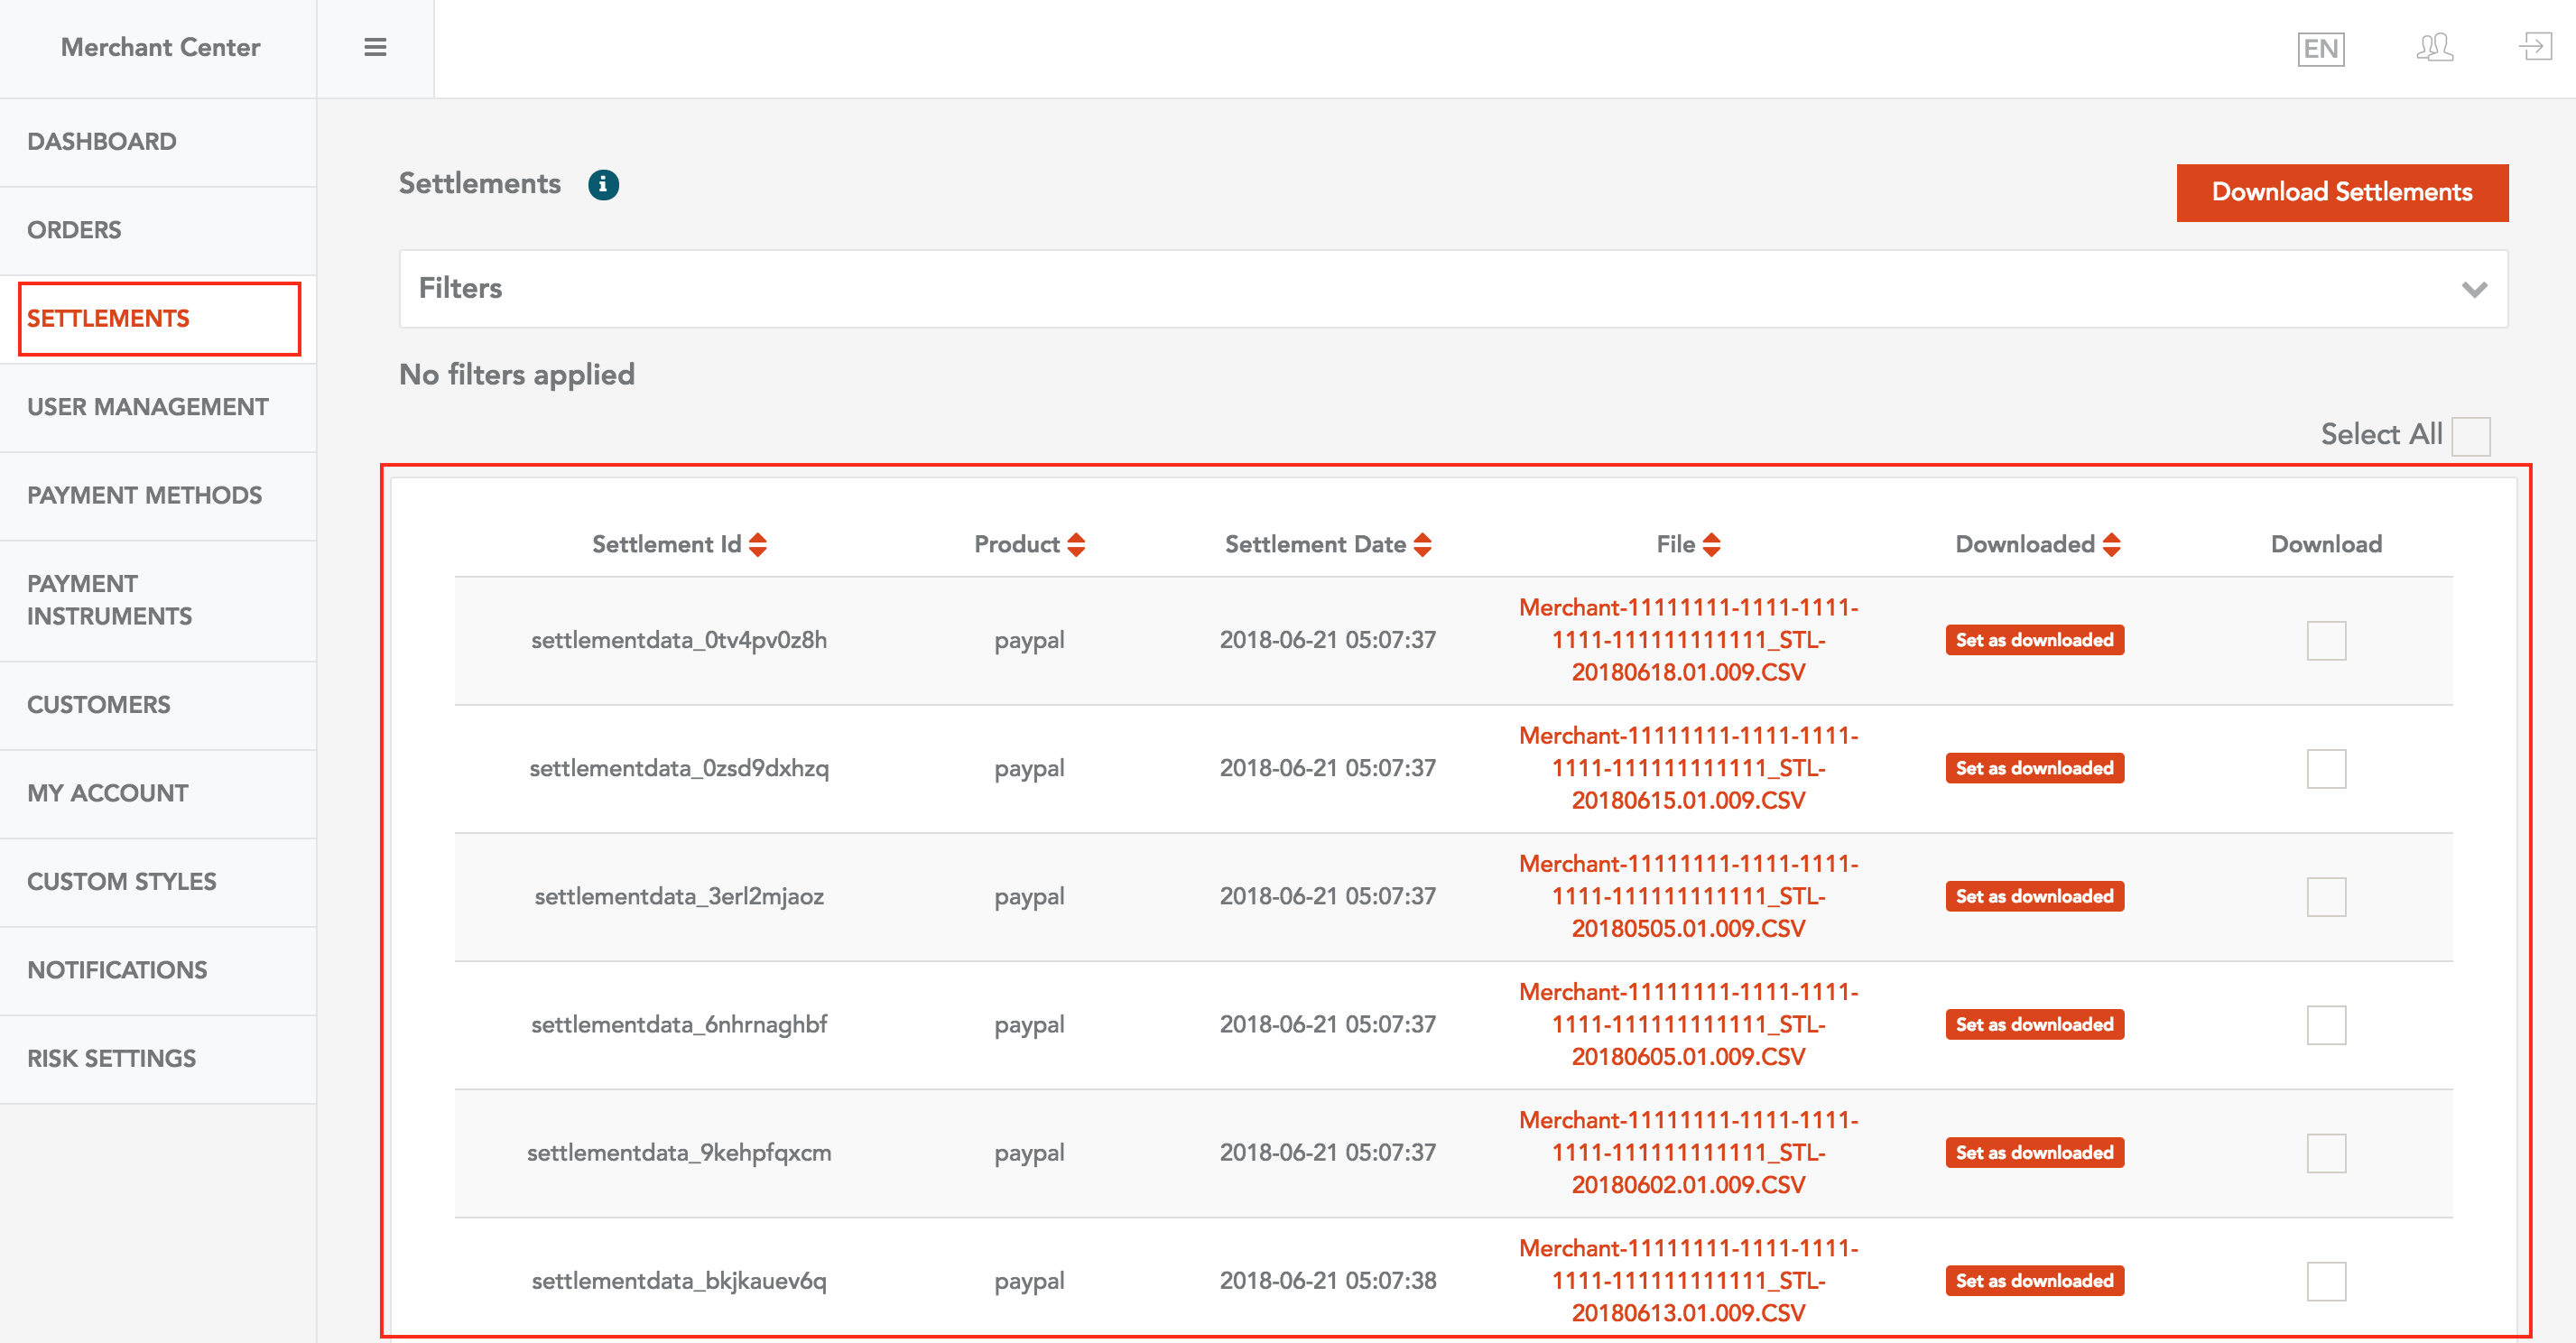 Merchant Center
EN
DASHBOARD
ORDERS
SETTLEMENTS
USER MANAGEMENT
PAYMENT METHODS
PAYMENT
INSTRUMENTS
CUSTOMERS
MY ACCOUNT
CUSTOM STYLES
NOTIFICATIONS
RISK SETTINGS
Settlements
Download Settlements
Filters
No filters applied
Select All
Settlement Id Product Settlement Date File Downloaded Download
Merchant-11111111-1111-1111-
settlementdata_0tv4pv0z8h paypal 2018-06-21 05:07:37 1111-111111111111_STL- Set as downloaded
20180618.01.009.CSV
Merchant-11111111-1111-1111-
settlementdata_0zsd9dxhzq paypal 2018-06-21 05:07:37 1111-111111111111_STL- Set as downloaded
20180615.01.009.CSV
Merchant-11111111-1111-1111-
settlementdata_3erl2mjaoz paypal 2018-06-21 05:07:37 1111-111111111111_STL- Set as downloaded
20180505.01.009.CSV
Merchant-11111111-1111-1111-
settlementdata_6nhrnaghbf paypal 2018-06-21 05:07:37 1111-111111111111_STL- Set as downloaded
20180605.01.009.CSV
Merchant-11111111-1111-1111-
settlementdata_9kehpfqxcm paypal 2018-06-21 05:07:37 1111-111111111111_STL- Set as downloaded
20180602.01.009.CSV
Merchant-11111111-1111-1111-
settlementdata_bkjkauev6q paypal 2018-06-21 05:07:38 1111-111111111111_STL- Set as downloaded
20180613.01.009.CSV